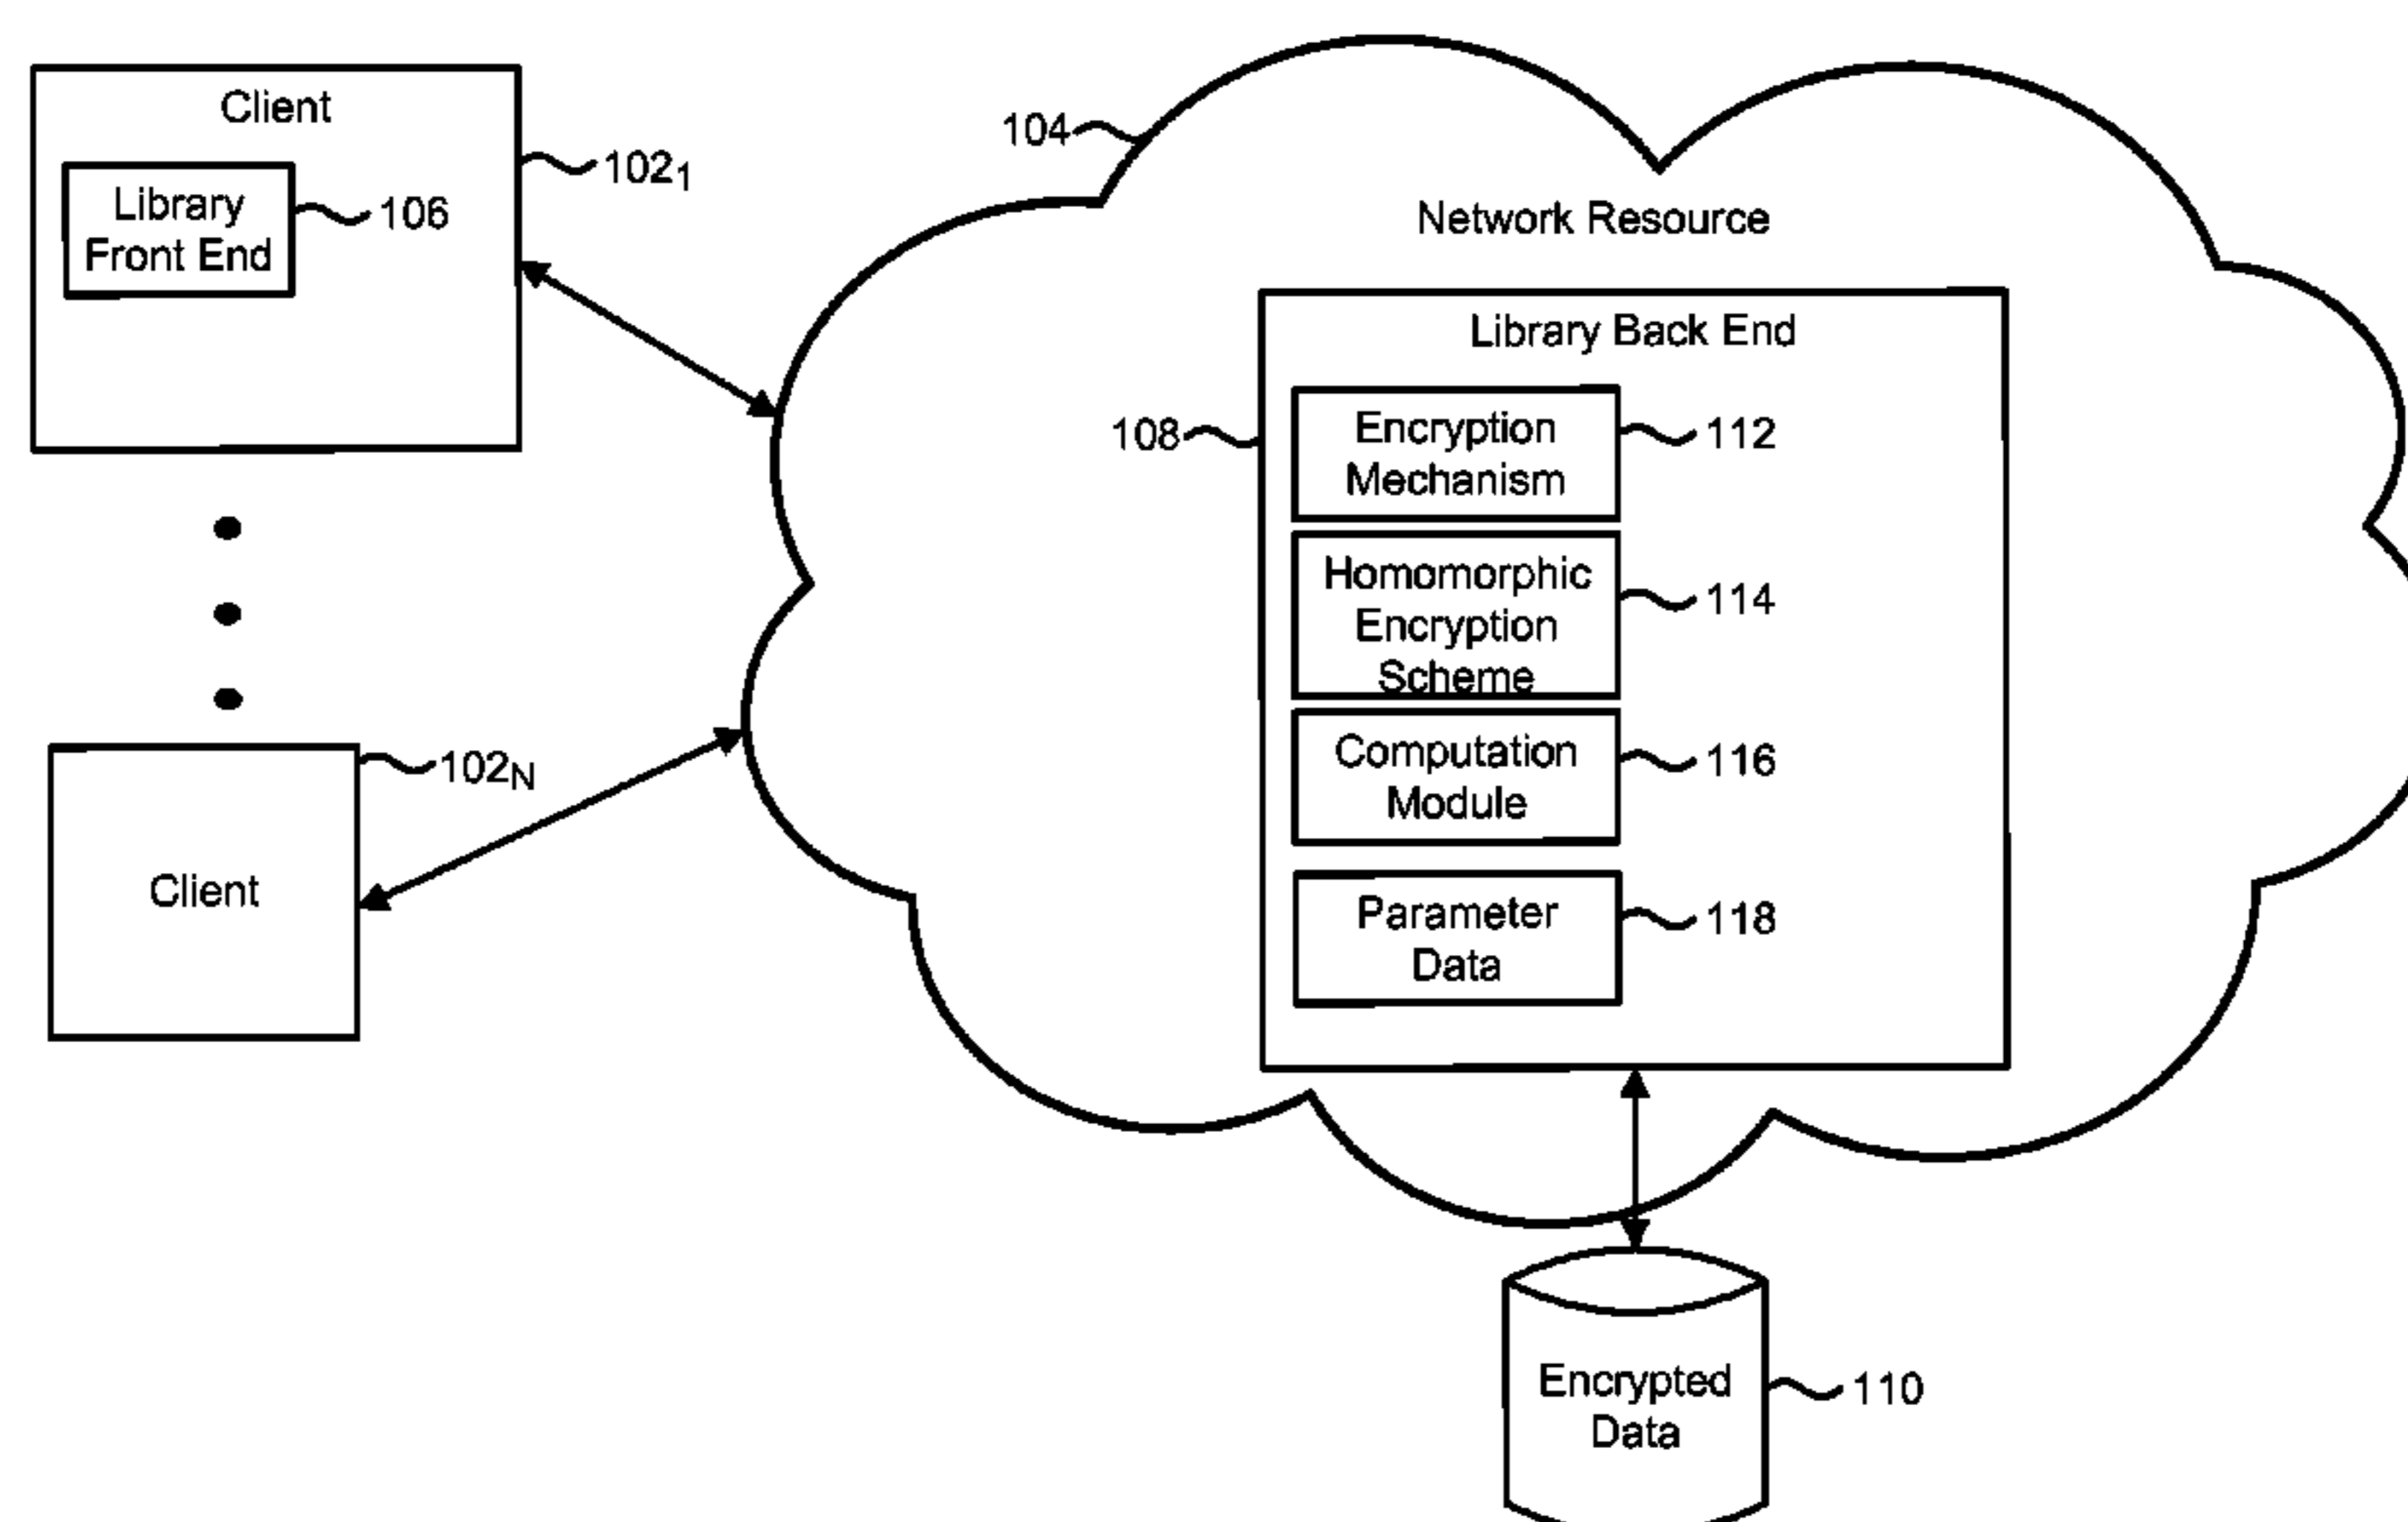 Client
102₁
Library
Front End
106
104
Network Resource
Library Back End
108
Encryption
Mechanism
112
Homomorphic
Encryption
Scheme
114
Computation
Module
116
Parameter
Data
118
102N
Client
Encrypted
Data
110